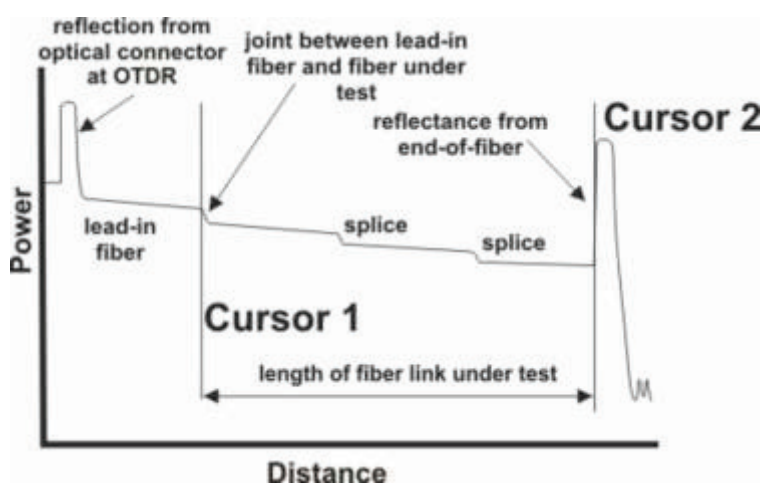 reflection from
optical connector
at OTDR
joint between lead-in
fiber and fiber under
test
reflectance from
end-of-fiber
Cursor 2
Power
lead-in
fiber
splice
splice
Cursor 1
length of fiber link under test
Distance